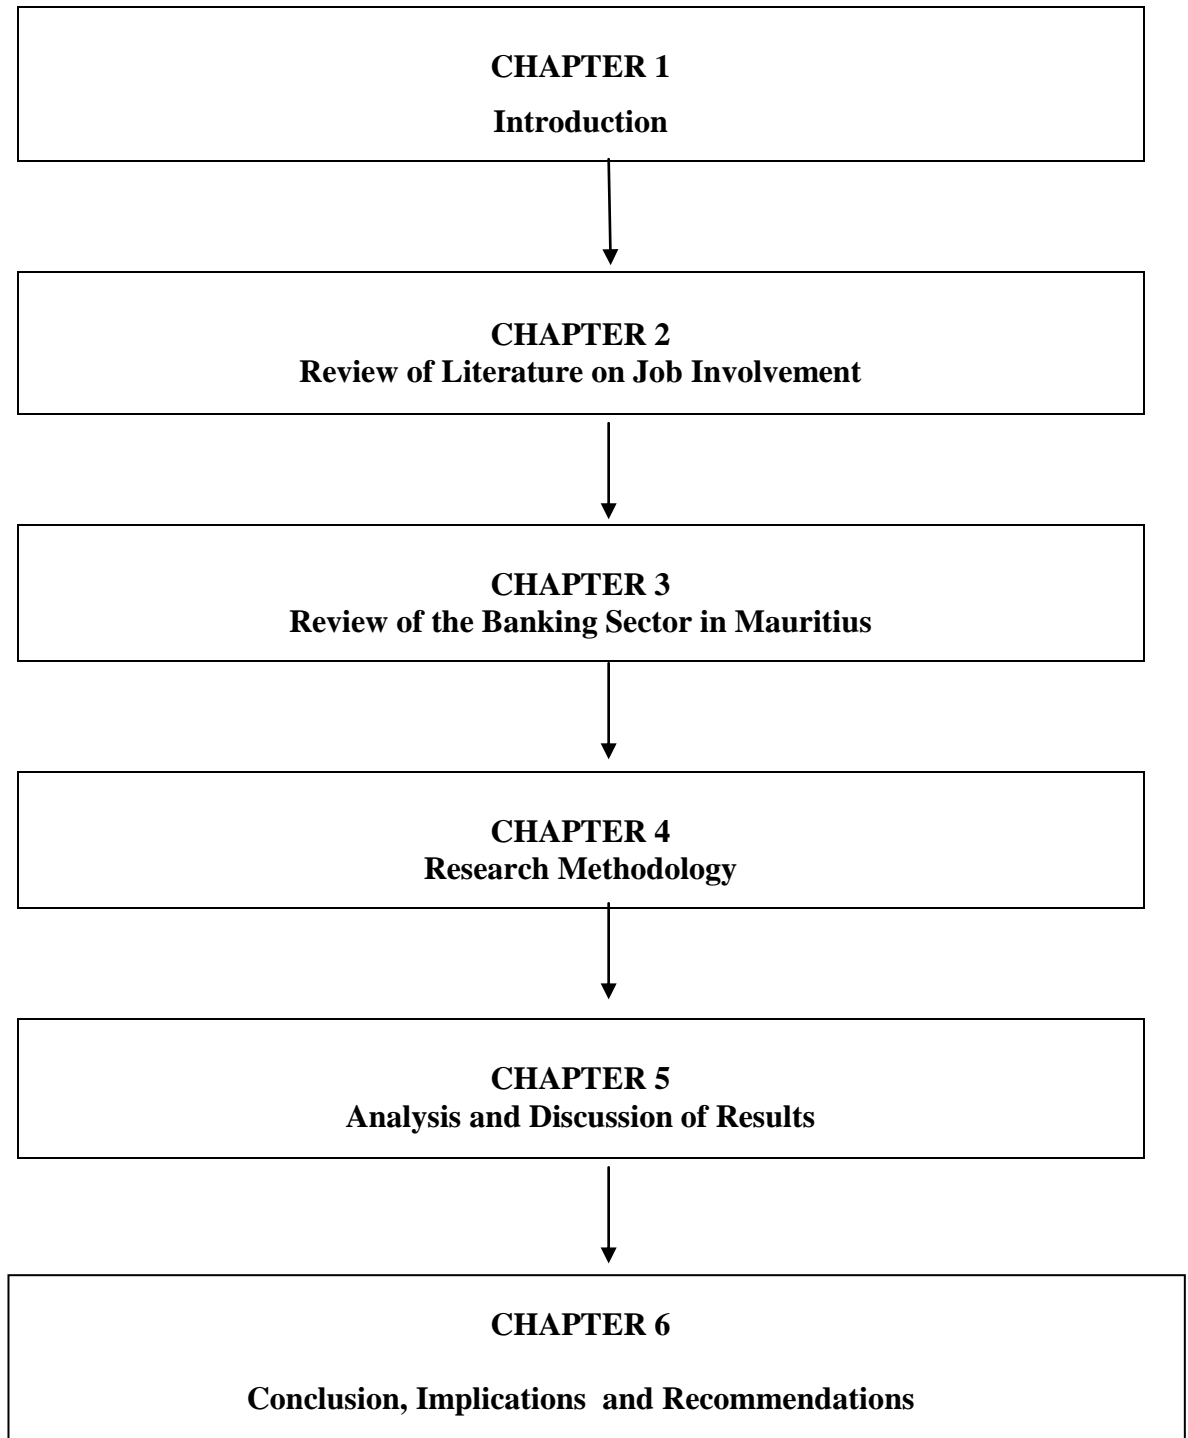 CHAPTER 1
Introduction
CHAPTER 2
Review of Literature on Job Involvement
CHAPTER 3
Review of the Banking Sector in Mauritius
CHAPTER 4
Research Methodology
CHAPTER 5
Analysis and Discussion of Results
CHAPTER 6
Conclusion, Implications  and Recommendations